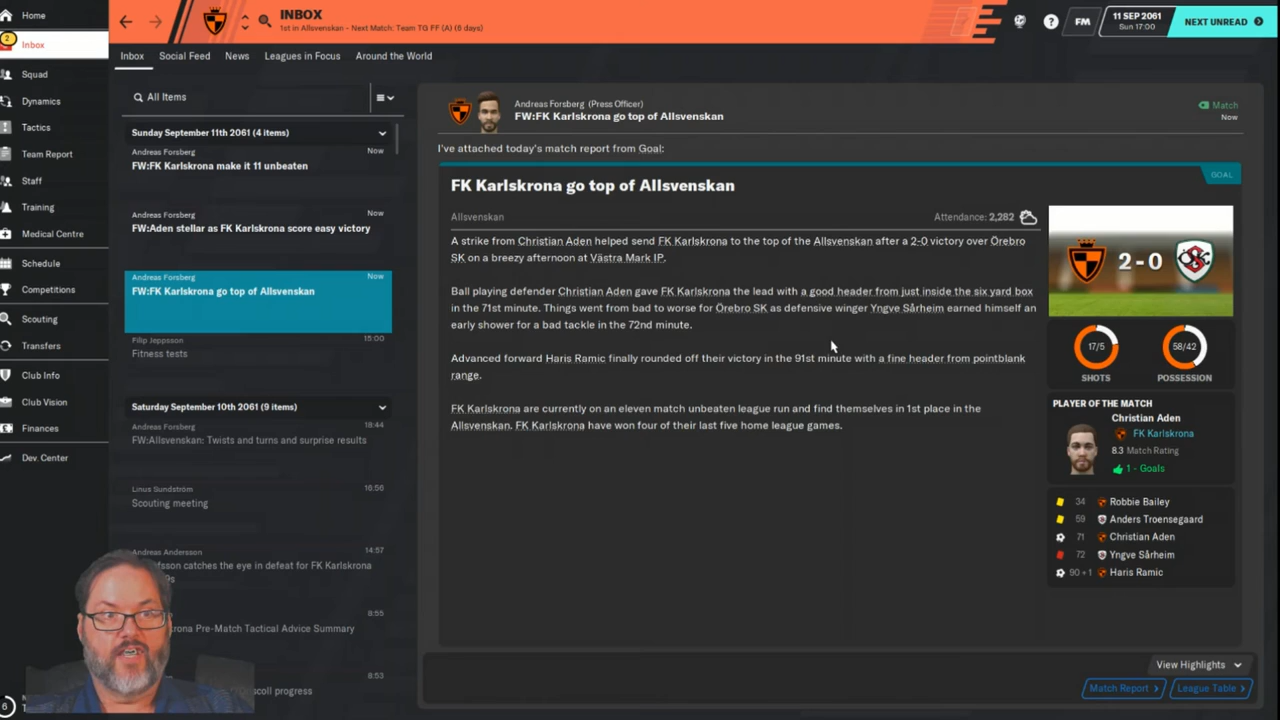 Home
2
Inbox
Squad
Dynamics
Tactics
Team Report
Staff
Training
Medical Centre
Schedule
Competitions
Scouting
Transfers
Club Info
Club Vision
Finances
Dev. Center
6
INBOX
1st in Allsvenskan - Next Match: Team TG FF (A) (6 days)
?
FM
11 SEP 2061
Sun 17:00
NEXT UNREAD
Inbox
Social Feed
News
Leagues in Focus
Around the World
All Items
Sunday September 11th 2061 (4 items)
Andreas Forsberg
Now
FW:FK Karlskrona make it 11 unbeaten
Andreas Forsberg
Now
FW:Aden stellar as FK Karlskrona score easy victory
Andreas Forsberg
Now
FW:FK Karlskrona go top of Allsvenskan
Filip Jeppsson
15:00
Fitness tests
Saturday September 10th 2061 (9 items)
Andreas Forsberg
18:44
FW:Allsvenskan: Twists and turns and surprise results
Linus Sundström
16:56
Scouting meeting
Andreas Andersson
14:57
fsson catches the eye in defeat for FK Karlskrona
9s
8:55
rona Pre-Match Tactical Advice Summary
8:53
scoll progress
Andreas Forsberg (Press Officer)
FW:FK Karlskrona go top of Allsvenskan
Match
Now
I've attached today's match report from Goal:
GOAL
FK Karlskrona go top of Allsvenskan
Allsvenskan
Attendance: 2,282
A strike from Christian Aden helped send FK Karlskrona to the top of the Allsvenskan after a 2-0 victory over Örebro
SK on a breezy afternoon at Västra Mark IP.
Ball playing defender Christian Aden gave FK Karlskrona the lead with a good header from just inside the six yard box
in the 71st minute. Things went from bad to worse for Örebro SK as defensive winger Yngve Sårheim earned himself an
early shower for a bad tackle in the 72nd minute.
Advanced forward Haris Ramic finally rounded off their victory in the 91st minute with a fine header from pointblank
range.
FK Karlskrona are currently on an eleven match unbeaten league run and find themselves in 1st place in the
Allsvenskan. FK Karlskrona have won four of their last five home league games.
2 - 0
17/5
SHOTS
58/42
POSSESSION
PLAYER OF THE MATCH
Christian Aden
FK Karlskrona
8.3 Match Rating
1 - Goals
34 Robbie Bailey
59 Anders Troensegaard
71 Christian Aden
72 Yngve Sårheim
90 +1 Haris Ramic
View Highlights
Match Report
League Table